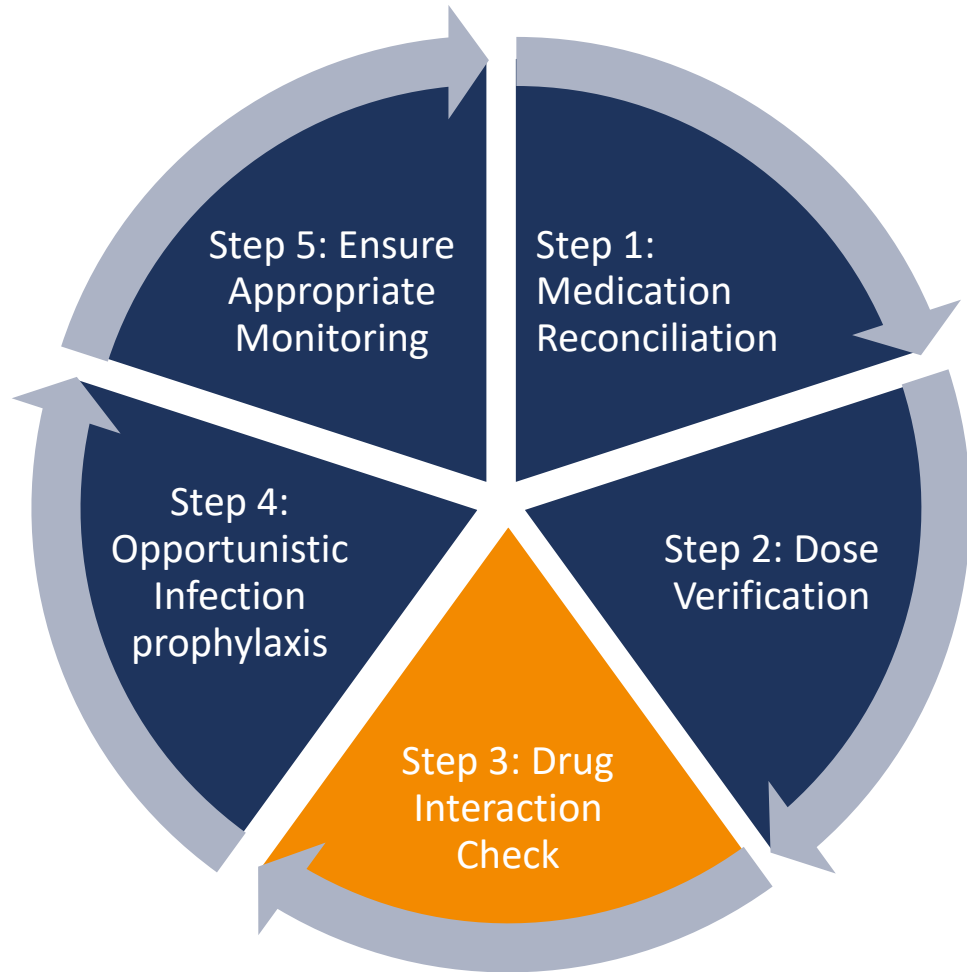 Step 1:
Medication
Reconciliation
Step 2: Dose
Verification
Step 3: Drug
Interaction
Check
Step 4:
Opportunistic
Infection
prophylaxis
Step 5: Ensure
Appropriate
Monitoring